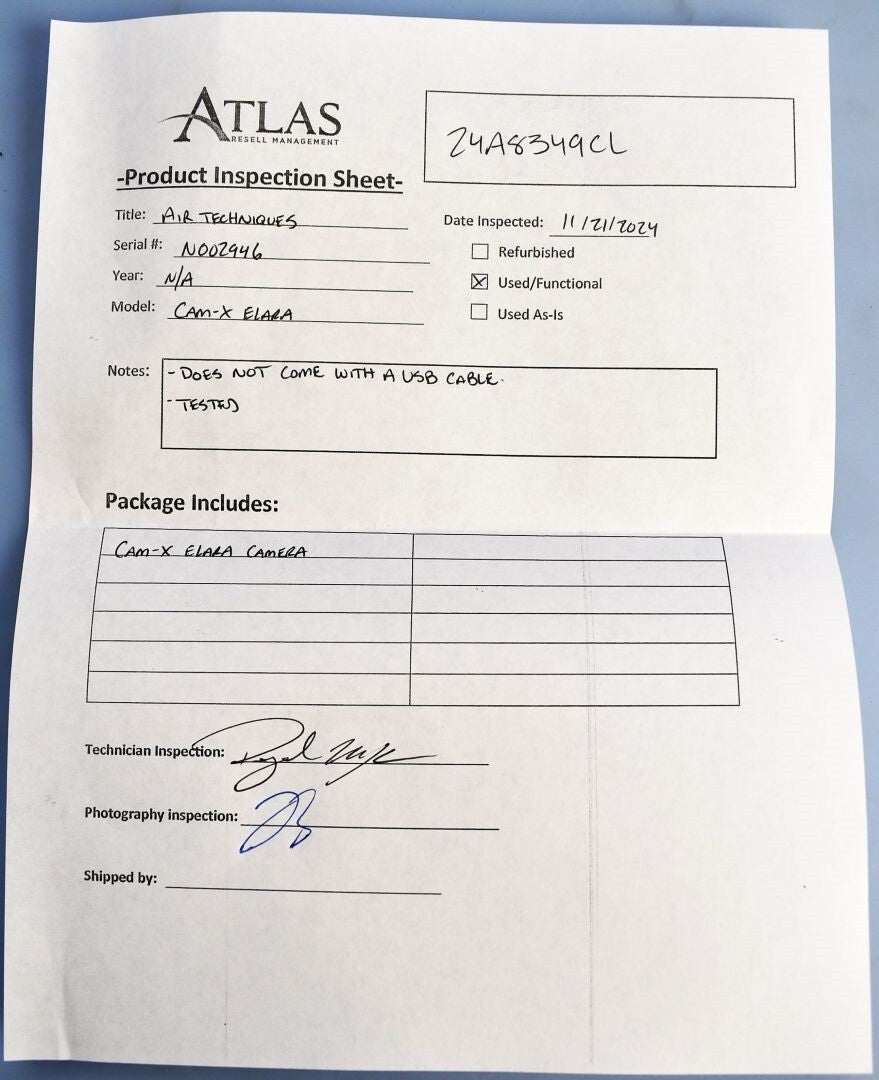 ATLAS
RESELL MANAGEMENT
24A8349CL
-Product Inspection Sheet-
Title: AIR TECHNIQUES
Date Inspected: 11/21/2024
Serial #: N002946
Refurbished
Year: N/A
Used/Functional
Model: CAM-X ELARA
Used As-Is
Notes: - DOES NOT COME WITH A USB CABLE.
- TESTED
Package Includes:
CAM-X ELARA CAMERA
Technician Inspection:
Photography inspection:
Shipped by: